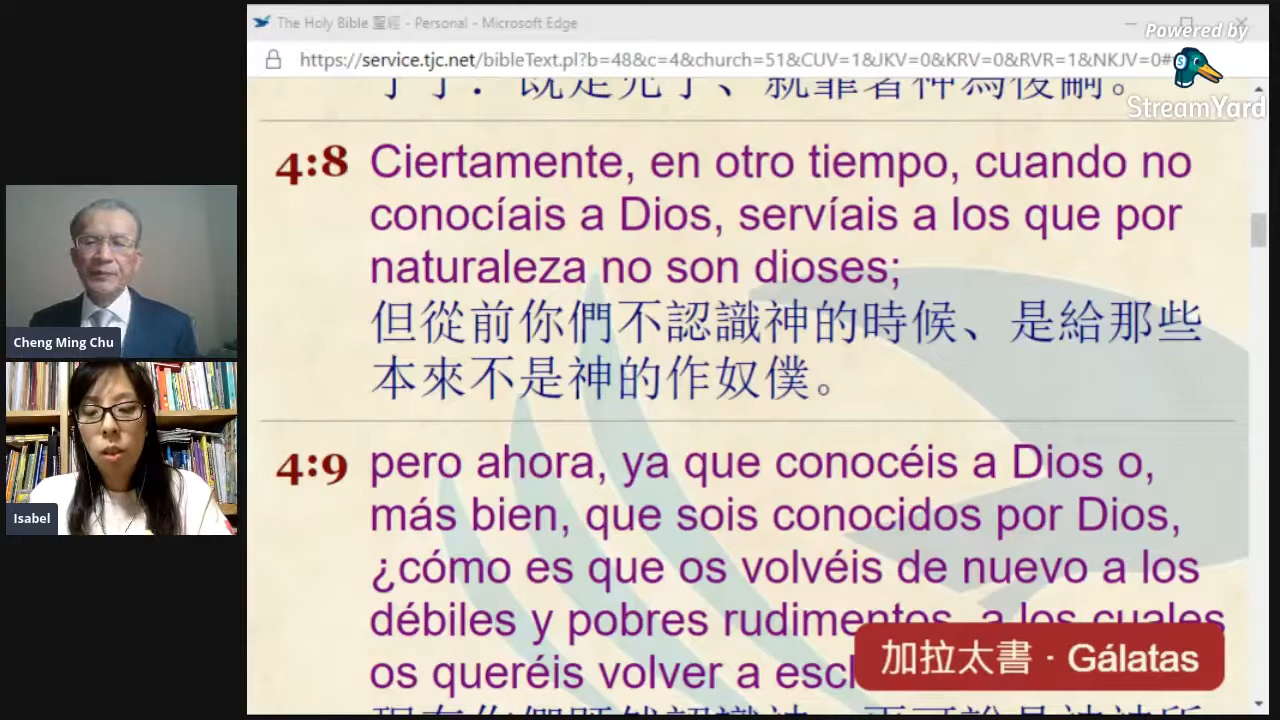 The Holy Bible 聖經 - Personal - Microsoft Edge
Powered by
https://service.tjc.net/bibleText.pl?b=48&c=4&church=51&CUV=1&JKV=0&KRV=0&RVR=1&NKJV=0#
StreamYard
4:8 Ciertamente, en otro tiempo, cuando no
conocíais a Dios, servíais a los que por
naturaleza no son dioses;
但從前你們不認識神的時候、是給那些
本來不是神的作奴僕。
4:9 pero ahora, ya que conocéis a Dios o,
más bien, que sois conocidos por Dios,
¿cómo es que os volvéis de nuevo a los
débiles y pobres rudimentos, a los cuales
os queréis volver a escl
加拉太書 · Gálatas
Cheng Ming Chu
Isabel